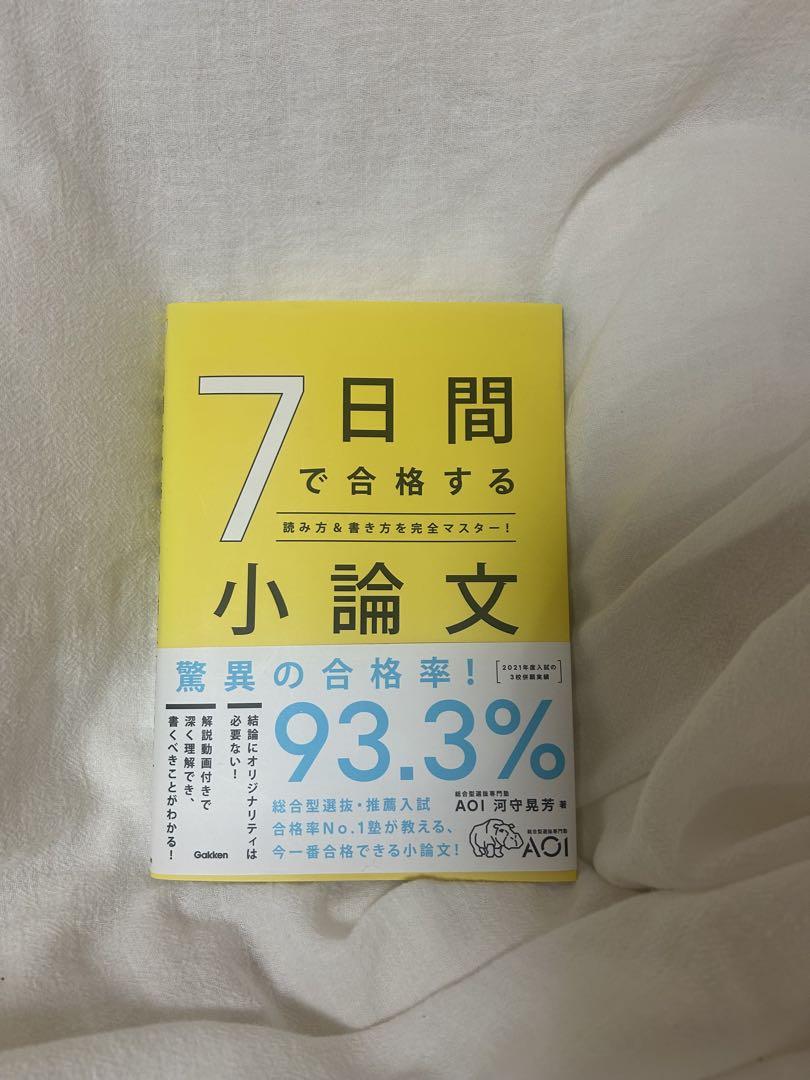 7日間
で合格する
読み方&書き方を完全マスター!
小論文
驚異の合格率!
2021年度入試の
3校併願実績
93.3%
結論にオリジナリティは
必要ない!
解説動画付きで
深く理解でき、
書くべきことがわかる!
総合型選抜・推薦入試
合格率No.1塾が教える、
今一番合格できる小論文!
総合型選抜専門塾
AOI 河守晃芳 著
総合型選抜専門塾
AOI
Gakken